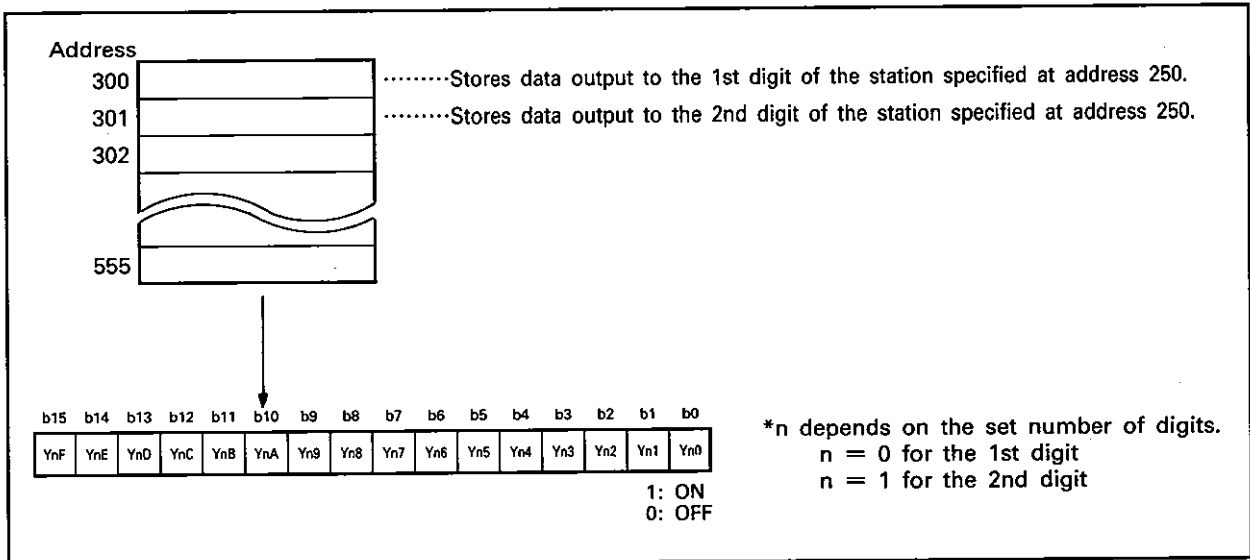 Address
300 ·········Stores data output to the 1st digit of the station specified at address 250.
301 ·········Stores data output to the 2nd digit of the station specified at address 250.
302
555
b15 b14 b13 b12 b11 b10 b9 b8 b7 b6 b5 b4 b3 b2 b1 b0
YnF YnE YnD YnC YnB YnA Yn9 Yn8 Yn7 Yn6 Yn5 Yn4 Yn3 Yn2 Yn1 Yn0
1: ON
0: OFF
*n depends on the set number of digits.
n = 0 for the 1st digit
n = 1 for the 2nd digit